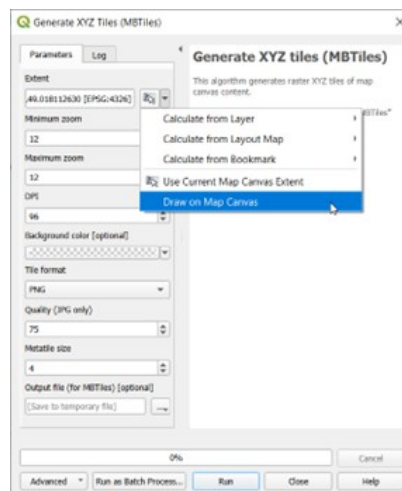 Generate XYZ Tiles (MBTiles)
Parameters Log
Extent
,49.018112630 [EPSG:4326]
Minimum zoom
12
Maximum zoom
12
DPI
96
Background color [optional]
Tile format
PNG
Quality (JPG only)
75
Metatile size
4
Output file (for MBTiles) [optional]
[Save to temporary file]
Generate XYZ tiles (MBTiles)
This algorithm generates raster XYZ tiles of map
canvas content.
Calculate from Layer
Calculate from Layout Map
Calculate from Bookmark
Use Current Map Canvas Extent
Draw on Map Canvas
0%
Cancel
Advanced Run as Batch Process... Run Close Help